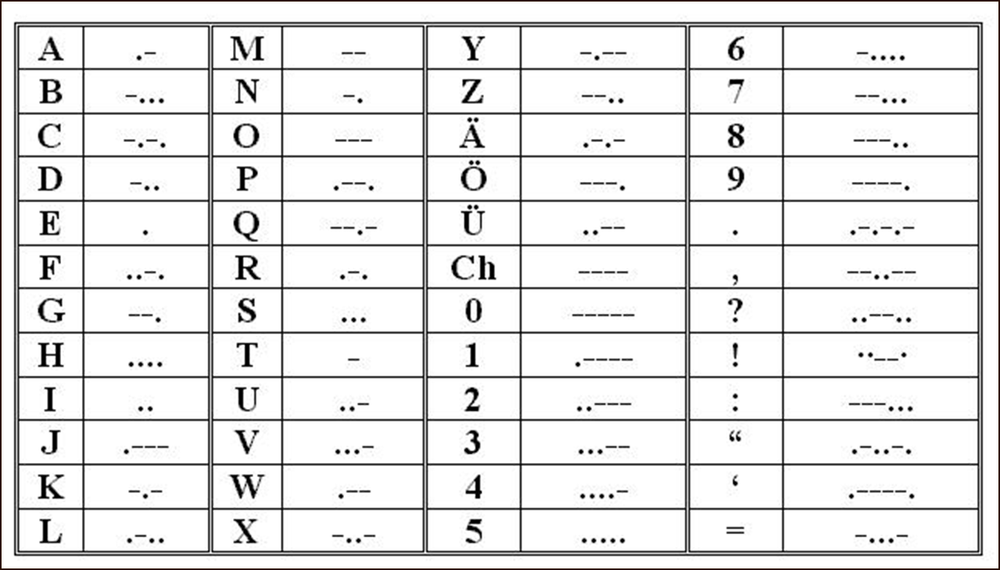 A .- M -- Y -.-- 6 -....
B -... N -. Z --.. 7 --...
C -.-. O --- Ä .-.- 8 ---..
D -.. P .--. Ö ---. 9 ----.
E . Q --.- Ü ..-- . .-.-.-
F ..-. R .-. Ch ---- , --..--
G --. S ... 0 ----- ? ..--..
H .... T - 1 .---- ! ··--·
I .. U ..- 2 ..--- : ---...
J .--- V ...- 3 ...-- “ .-..-.
K -.- W .-- 4 ....- ‘ .----.
L .-.. X -..- 5 ..... = -...-